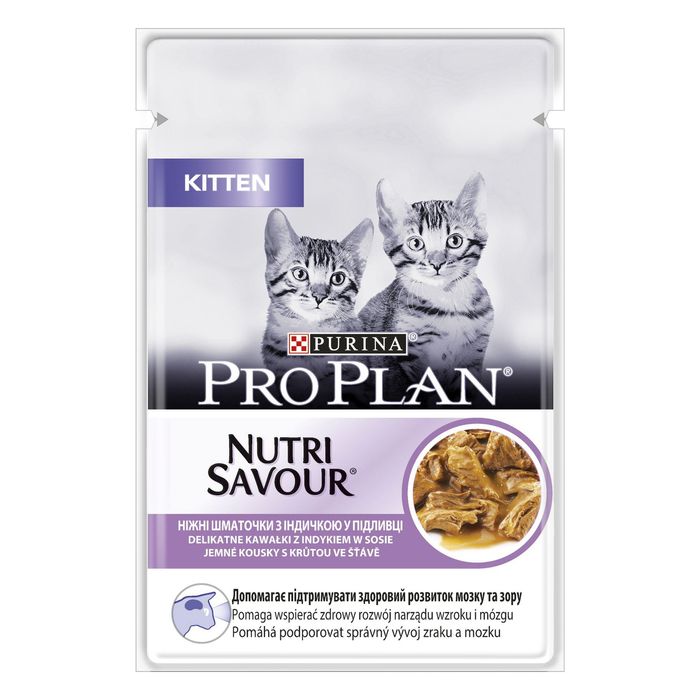 KITTEN
PURINA®
PRO PLAN®
NUTRI
SAVOUR®
НІЖНІ ШМАТОЧКИ З ІНДИЧКОЮ У ПІДЛИВЦІ
DELIKATNE KAWAŁKI Z INDYKIEM W SOSIE
JEMNÉ KOUSKY S KRŮTOU VE ŠŤÁVĚ
Допомагає підтримувати здоровий розвиток мозку та зору
Pomaga wspierać zdrowy rozwój narządu wzroku i mózgu
Pomáhá podporovat správný vývoj zraku a mozku